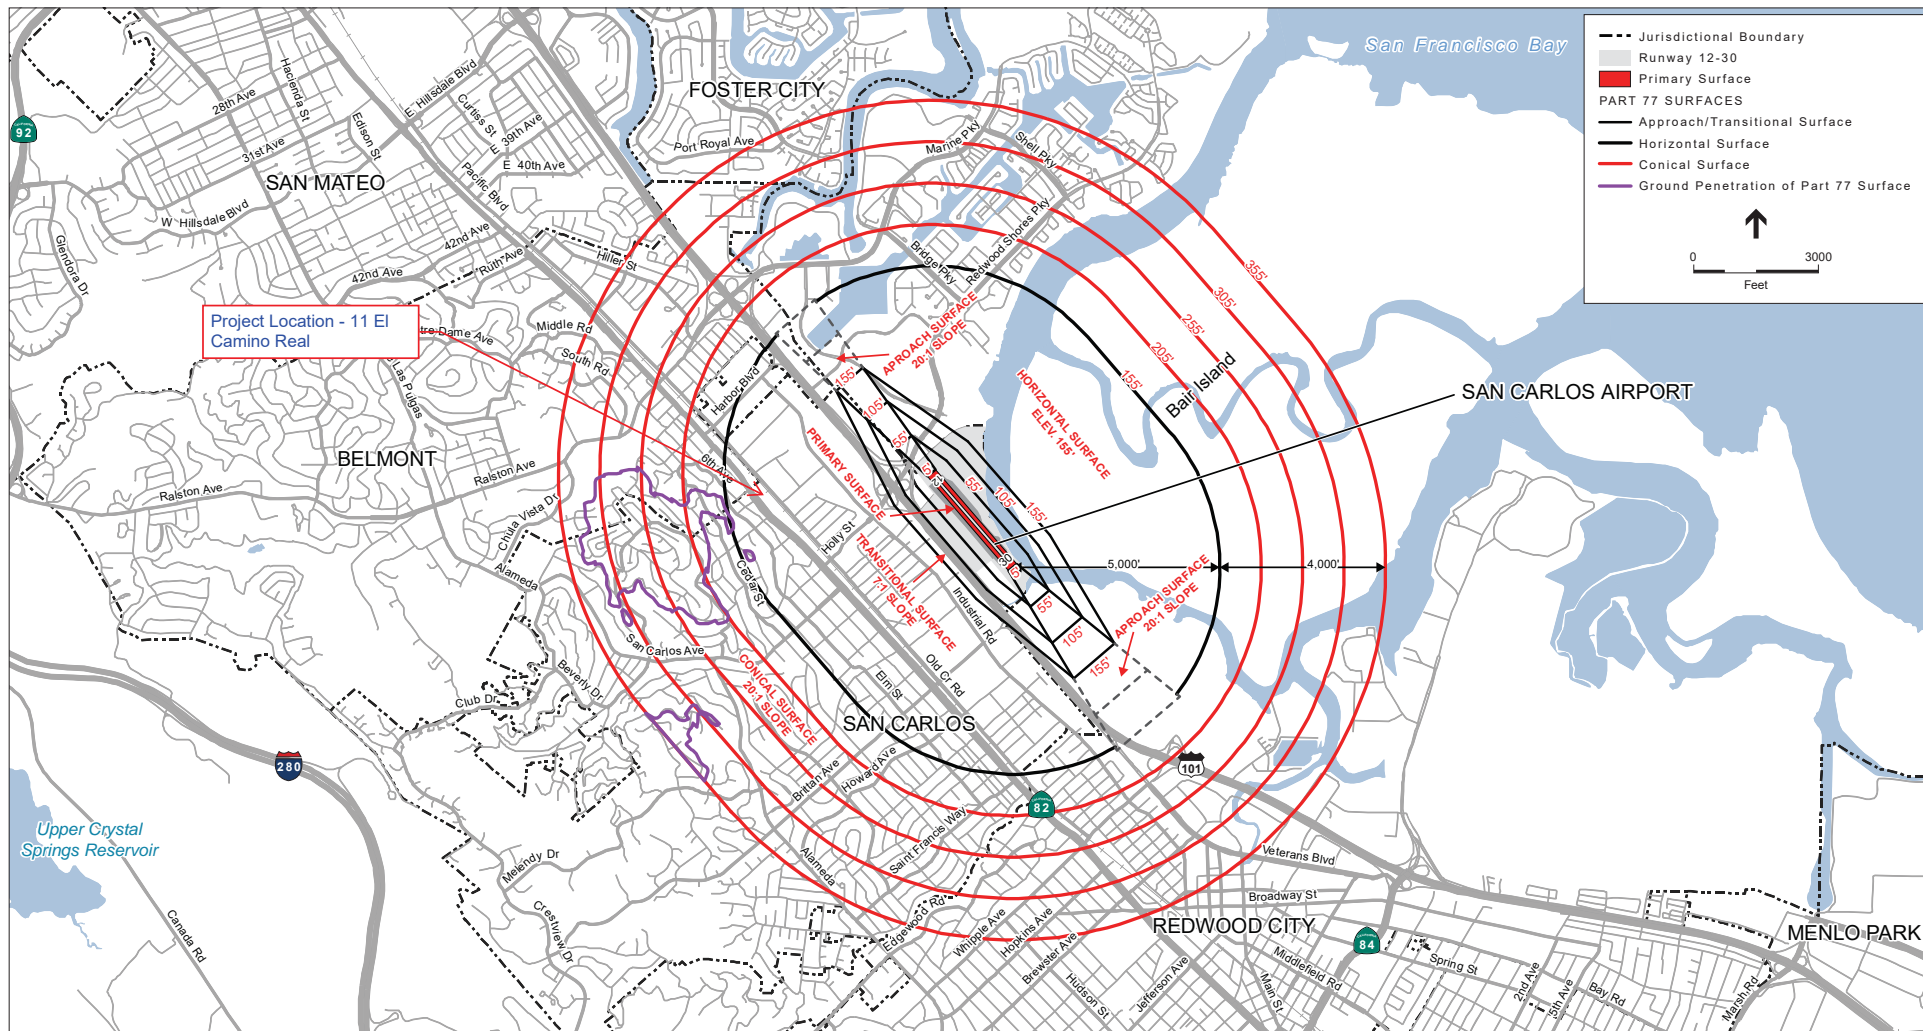 Jurisdictional Boundary
Runway 12-30
Primary Surface
PART 77 SURFACES
Approach/Transitional Surface
Horizontal Surface
Conical Surface
Ground Penetration of Part 77 Surface
0
3000
Feet
San Francisco Bay
FOSTER CITY
SAN MATEO
BELMONT
SAN CARLOS
REDWOOD CITY
MENLO PARK
SAN CARLOS AIRPORT
Bair Island
Upper Crystal
Springs Reservoir
Project Location - 11 El
Camino Real
CALIFORNIA
92
280
101
82
84
28th Ave
Hacienda St
31st Ave
Edison St
E Hillsdale Blvd
Curtiss St
E 39th Ave
E 40th Ave
Pacific Blvd
W Hillsdale Blvd
Glendora Dr
42nd Ave
42nd Ave
Ruth Ave
Hiller St
Port Royal Ave
Marine Pky
Shell Pky
Redwood Shores Pky
Bridge Pky
Middle Rd
tre Dame Ave
South Rd
Las Pulgas
Harbor Blvd
6th Ave
Ralston Ave
Ralston Ave
Chula Vista Dr
Alameda
Holly St
Cedar St
Industrial Rd
Old Cr Rd
Elm St
San Carlos Ave
Beverly Dr
Club Dr
Brittan Ave
Howard Ave
Saint Francis Way
Alameda
Melendy Dr
Crestview Dr
Canada Rd
Edgewood Rd
Whipple Ave
Hopkins Ave
Brewster Ave
Hudson St
Jefferson Ave
Main St
Middlefield Rd
Veterans Blvd
Broadway St
Spring St
2nd Ave
5th Ave
Bay Rd
Marsh Rd
APROACH SURFACE
20:1 SLOPE
HORIZONTAL SURFACE
ELEV. 155'
PRIMARY SURFACE
TRANSITIONAL SURFACE
7:1 SLOPE
APROACH SURFACE
20:1 SLOPE
CONICAL SURFACE
20:1 SLOPE
355'
305'
255'
205'
155'
155'
105'
55'
5'
12
55'
105'
155'
30
5'
55'
105'
155'
5,000'
4,000'